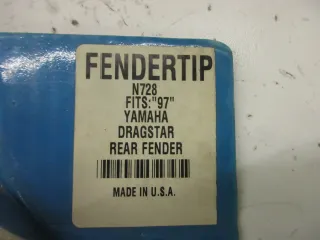 FENDERTIP
N728
FITS:"97"
YAMAHA
DRAGSTAR
REAR FENDER
MADE IN U.S.A.